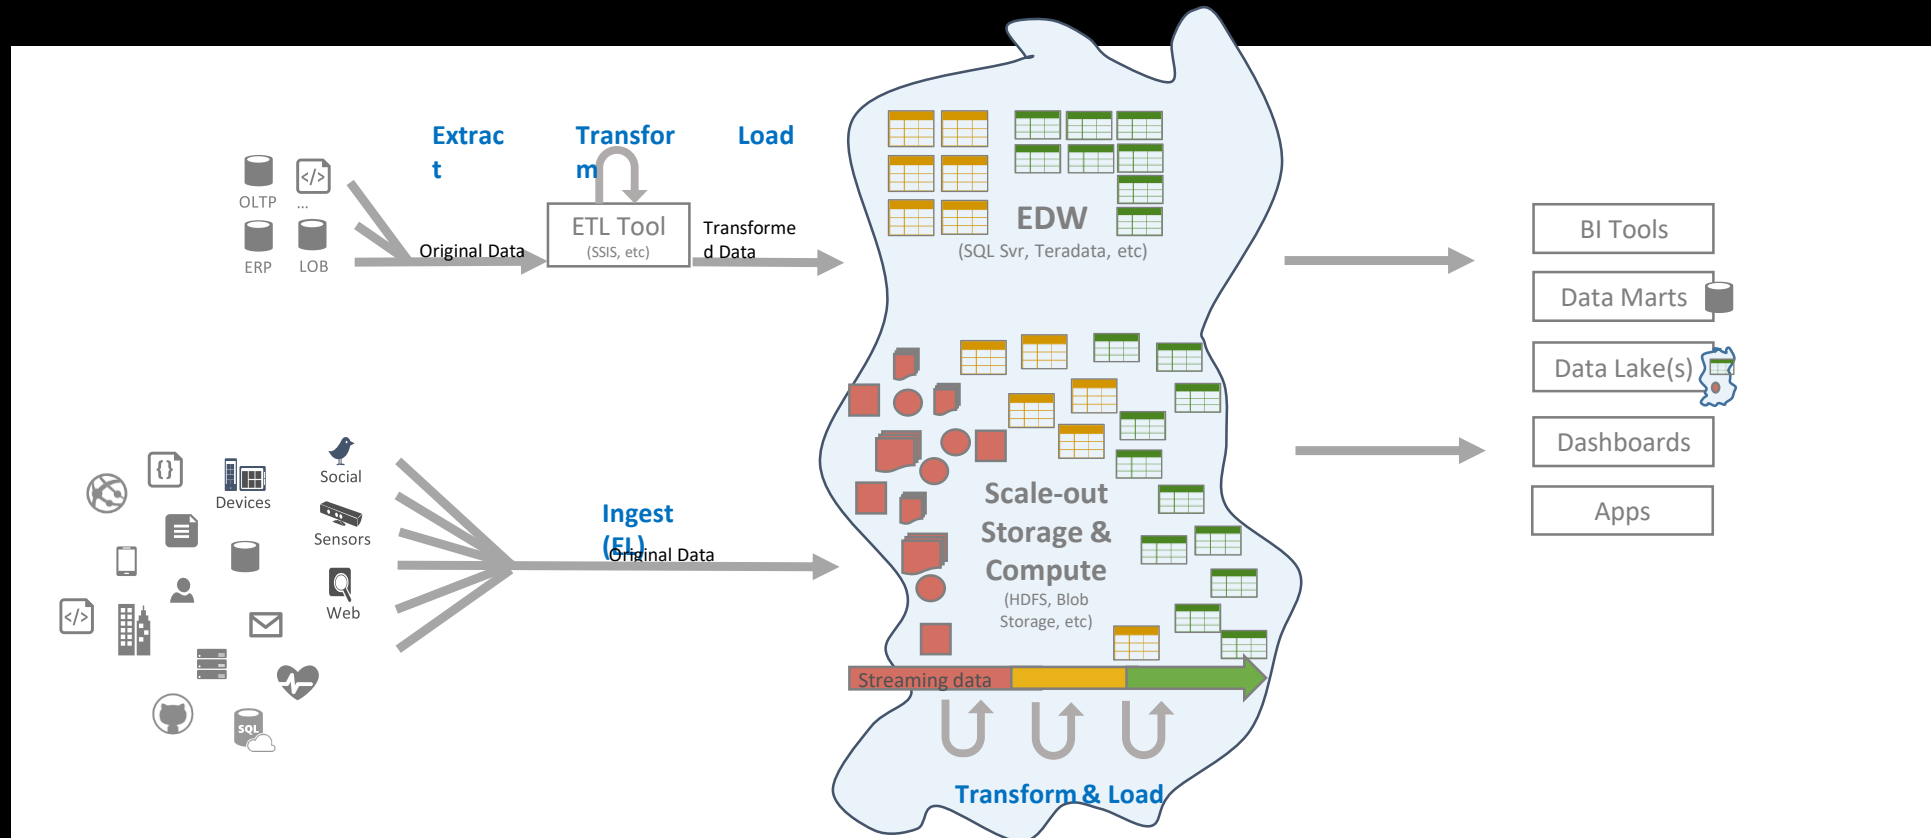 Extrac
t
Transfor
m
Load
</>
OLTP
...
ERP
LOB
Original Data
ETL Tool
(SSIS, etc)
Transforme
d Data
EDW
(SQL Svr, Teradata, etc)
BI Tools
Data Marts
Data Lake(s)
Dashboards
Apps
{}
Devices
Social
Sensors
Web
</>
SQL
Ingest
(EL)
Original Data
Scale-out
Storage &
Compute
(HDFS, Blob
Storage, etc)
Streaming data
Transform & Load